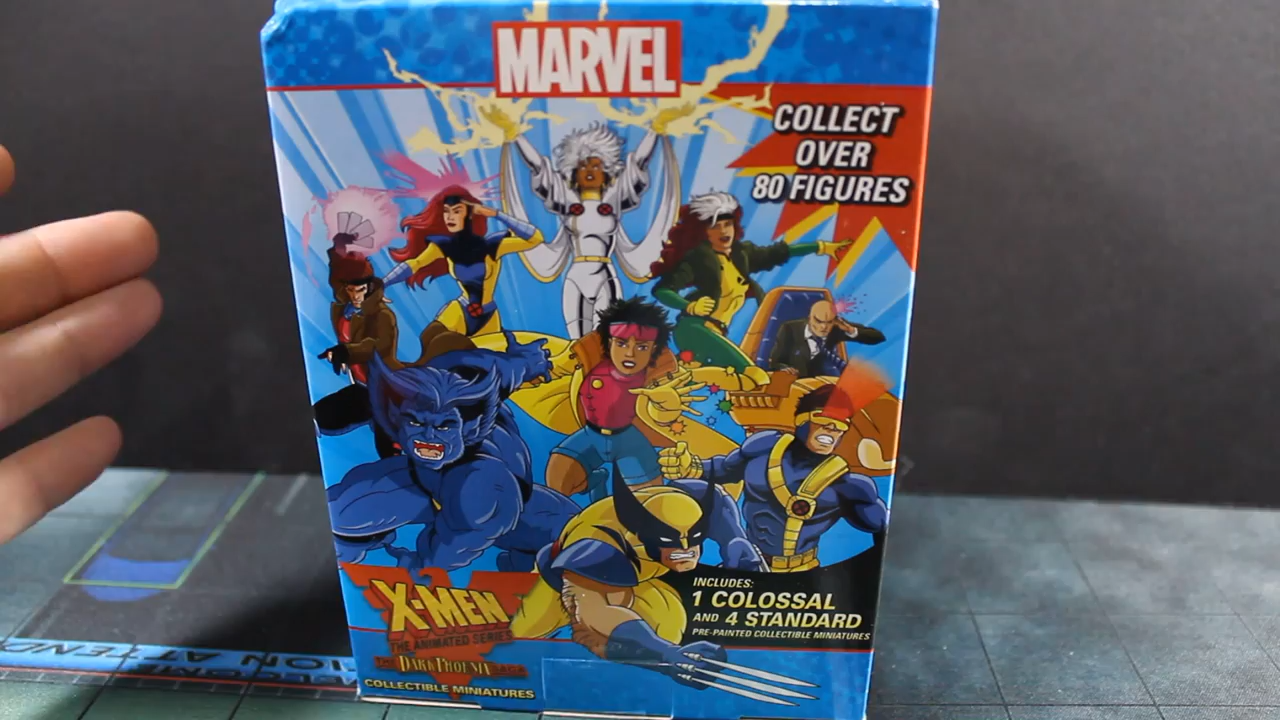 MARVEL
COLLECT
OVER
80 FIGURES
INCLUDES:
1 COLOSSAL
AND 4 STANDARD
PRE-PAINTED COLLECTIBLE MINIATURES
X-MEN
THE ANIMATED SERIES
THE DARK PHOENIX SAGA
COLLECTIBLE MINIATURES